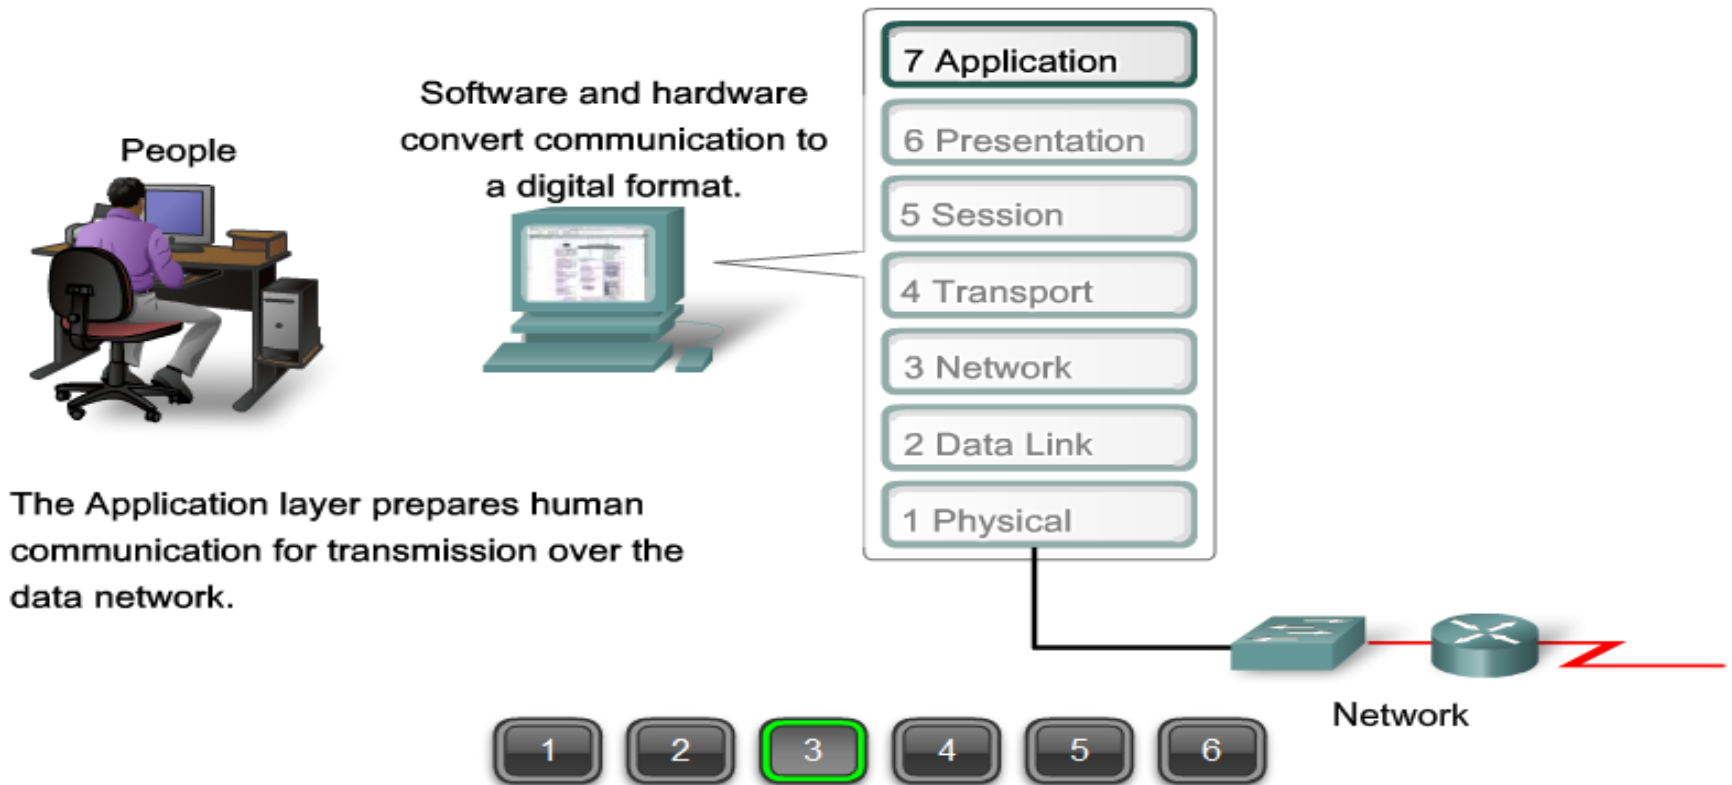 People
Software and hardware
convert communication to
a digital format.
7 Application
6 Presentation
5 Session
4 Transport
3 Network
2 Data Link
1 Physical
The Application layer prepares human
communication for transmission over the
data network.
Network
1 2 3 4 5 6